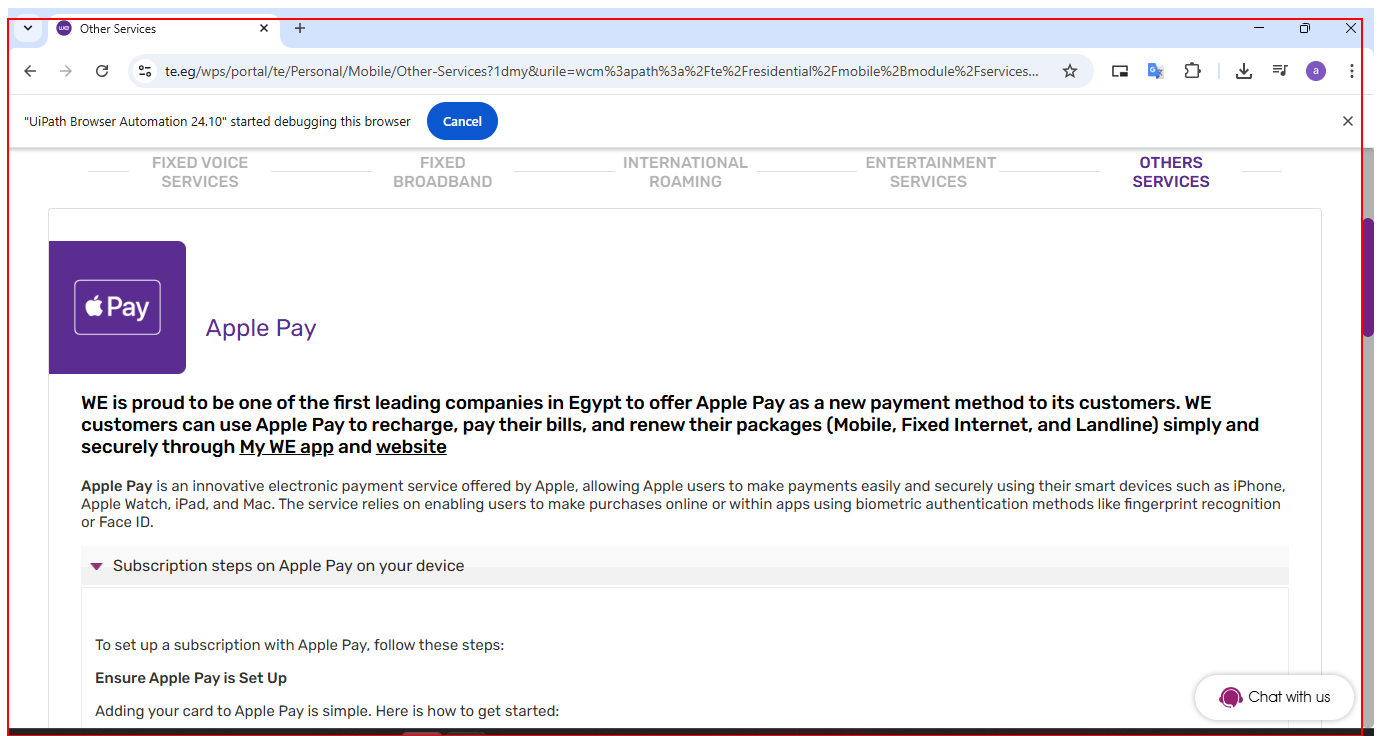 Other Services
te.eg/wps/portal/te/Personal/Mobile/Other-Services?1dmy&urile=wcm%3apath%3a%2fte%2Fresidential%2Fmobile%2Bmodule%2Fservices...
a
"UiPath Browser Automation 24.10" started debugging this browser
Cancel
FIXED VOICE
SERVICES
FIXED
BROADBAND
INTERNATIONAL
ROAMING
ENTERTAINMENT
SERVICES
OTHERS
SERVICES
Pay
Apple Pay
WE is proud to be one of the first leading companies in Egypt to offer Apple Pay as a new payment method to its customers. WE
customers can use Apple Pay to recharge, pay their bills, and renew their packages (Mobile, Fixed Internet, and Landline) simply and
securely through My WE app and website
Apple Pay is an innovative electronic payment service offered by Apple, allowing Apple users to make payments easily and securely using their smart devices such as iPhone,
Apple Watch, iPad, and Mac. The service relies on enabling users to make purchases online or within apps using biometric authentication methods like fingerprint recognition
or Face ID.
Subscription steps on Apple Pay on your device
To set up a subscription with Apple Pay, follow these steps:
Ensure Apple Pay is Set Up
Adding your card to Apple Pay is simple. Here is how to get started:
Chat with us